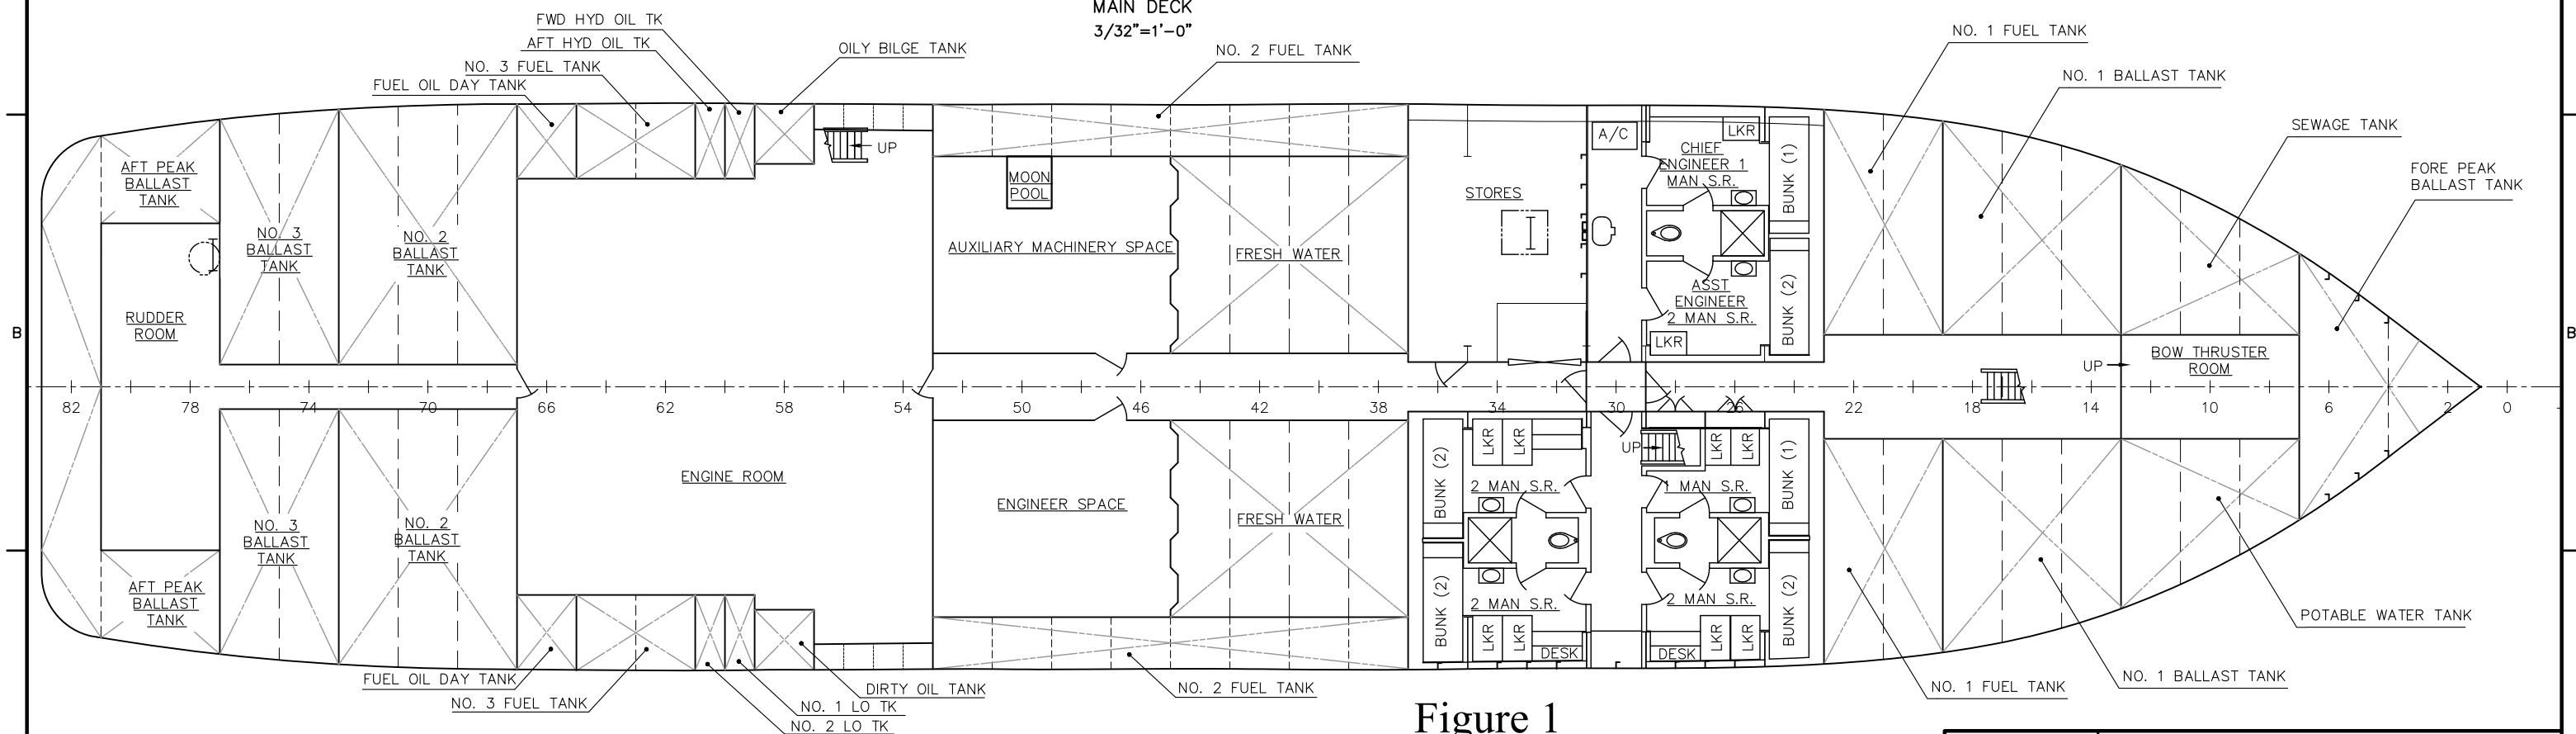 MAIN DECK
3/32"=1'-0"
FWD HYD OIL TK
AFT HYD OIL TK
NO. 3 FUEL TANK
FUEL OIL DAY TANK
OILY BILGE TANK
NO. 2 FUEL TANK
NO. 1 FUEL TANK
NO. 1 BALLAST TANK
SEWAGE TANK
FORE PEAK
BALLAST TANK
AFT PEAK
BALLAST
TANK
NO. 3
BALLAST
TANK
NO. 2
BALLAST
TANK
UP
MOON
POOL
AUXILIARY MACHINERY SPACE
FRESH WATER
STORES
A/C
LKR
CHIEF
ENGINEER 1
MAN S.R.
BUNK (1)
ASST
ENGINEER
2 MAN S.R.
BUNK (2)
LKR
RUDDER
ROOM
B
B
UP
BOW THRUSTER
ROOM
82
78
74
70
66
62
58
54
50
46
42
38
34
30
26
22
18
14
10
6
2
0
ENGINE ROOM
ENGINEER SPACE
FRESH WATER
NO. 3
BALLAST
TANK
NO. 2
BALLAST
TANK
AFT PEAK
BALLAST
TANK
BUNK (2)
LKR
LKR
2 MAN S.R.
UP
LKR
LKR
1 MAN S.R.
BUNK (1)
BUNK (2)
2 MAN S.R.
LKR
LKR
DESK
2 MAN S.R.
DESK
LKR
LKR
BUNK (2)
POTABLE WATER TANK
FUEL OIL DAY TANK
NO. 3 FUEL TANK
DIRTY OIL TANK
NO. 1 LO TK
NO. 2 LO TK
NO. 2 FUEL TANK
NO. 1 FUEL TANK
NO. 1 BALLAST TANK
Figure 1